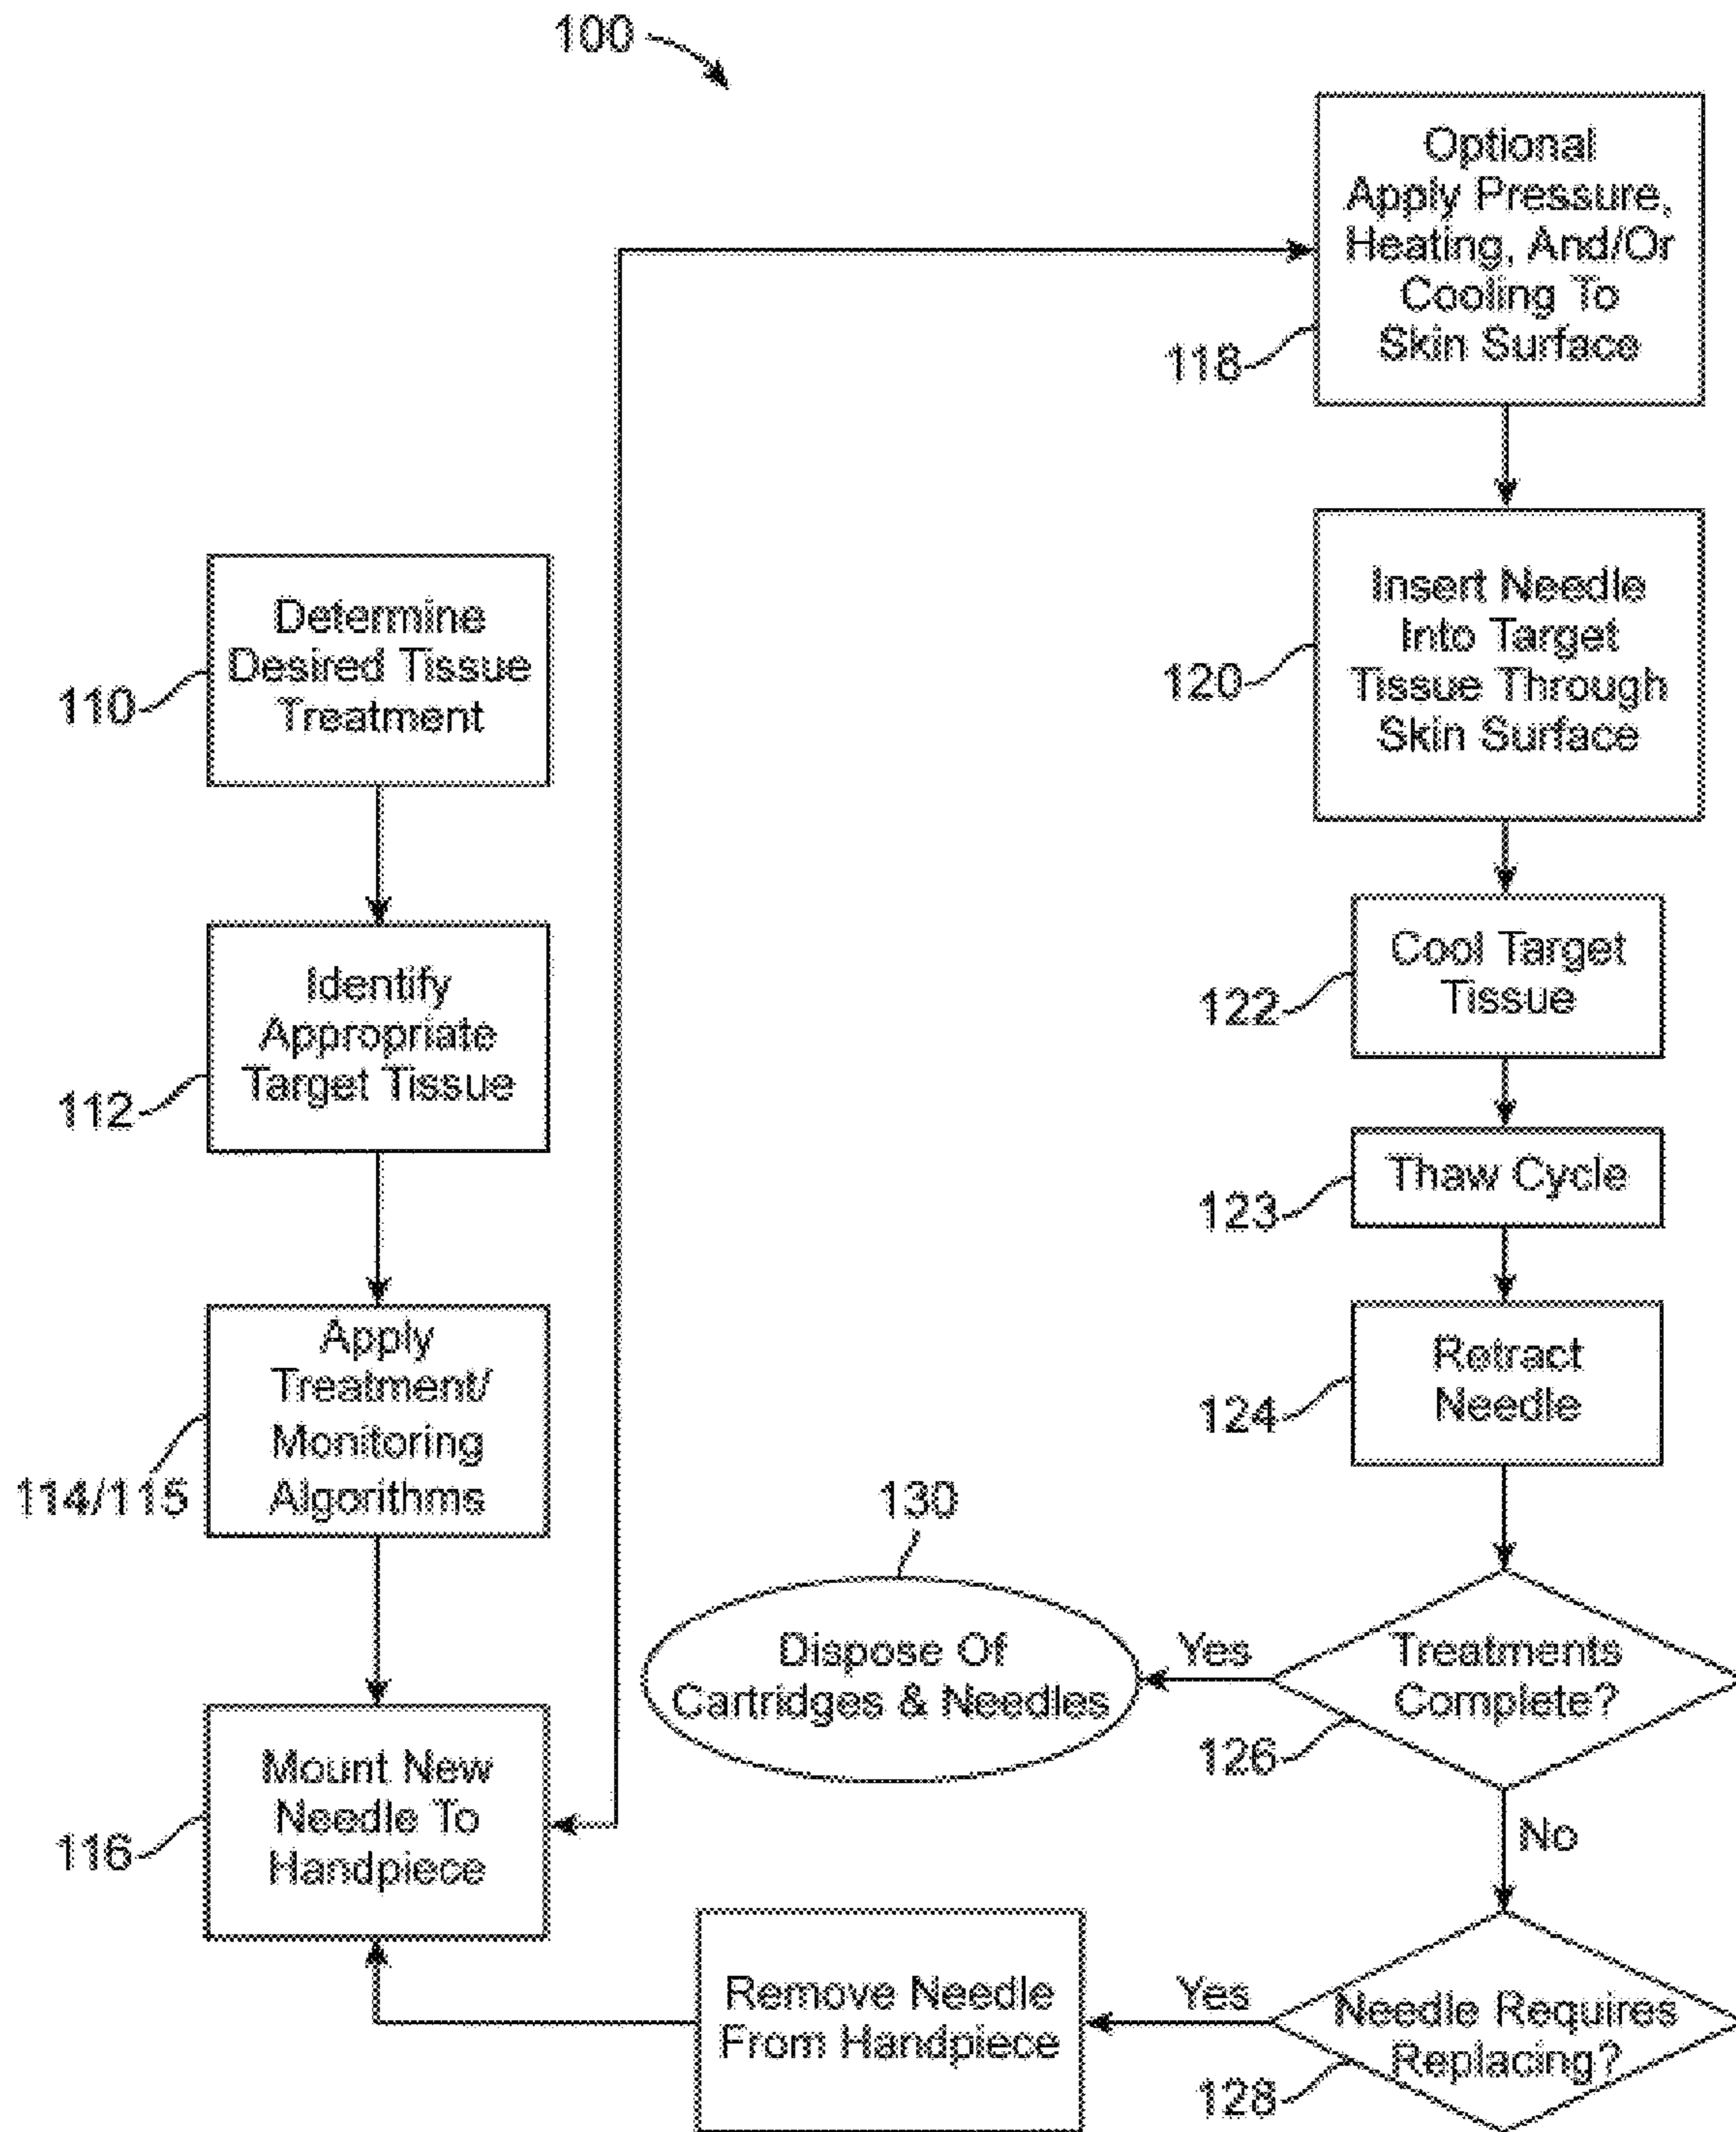 100
Determine
Desired Tissue
Treatment
110
Identify
Appropriate
Target Tissue
112
Apply
Treatment/
Monitoring
Algorithms
114/115
Mount New
Needle To
Handpiece
116
Optional
Apply Pressure,
Heating, And/Or
Cooling To
Skin Surface
118
Insert Needle
Into Target
Tissue Through
Skin Surface
120
Cool Target
Tissue
122
Thaw Cycle
123
Retract
Needle
124
Treatments
Complete?
126
Yes
130
Dispose Of
Cartridges & Needles
No
Needle Requires
Replacing?
128
Yes
Remove Needle
From Handpiece